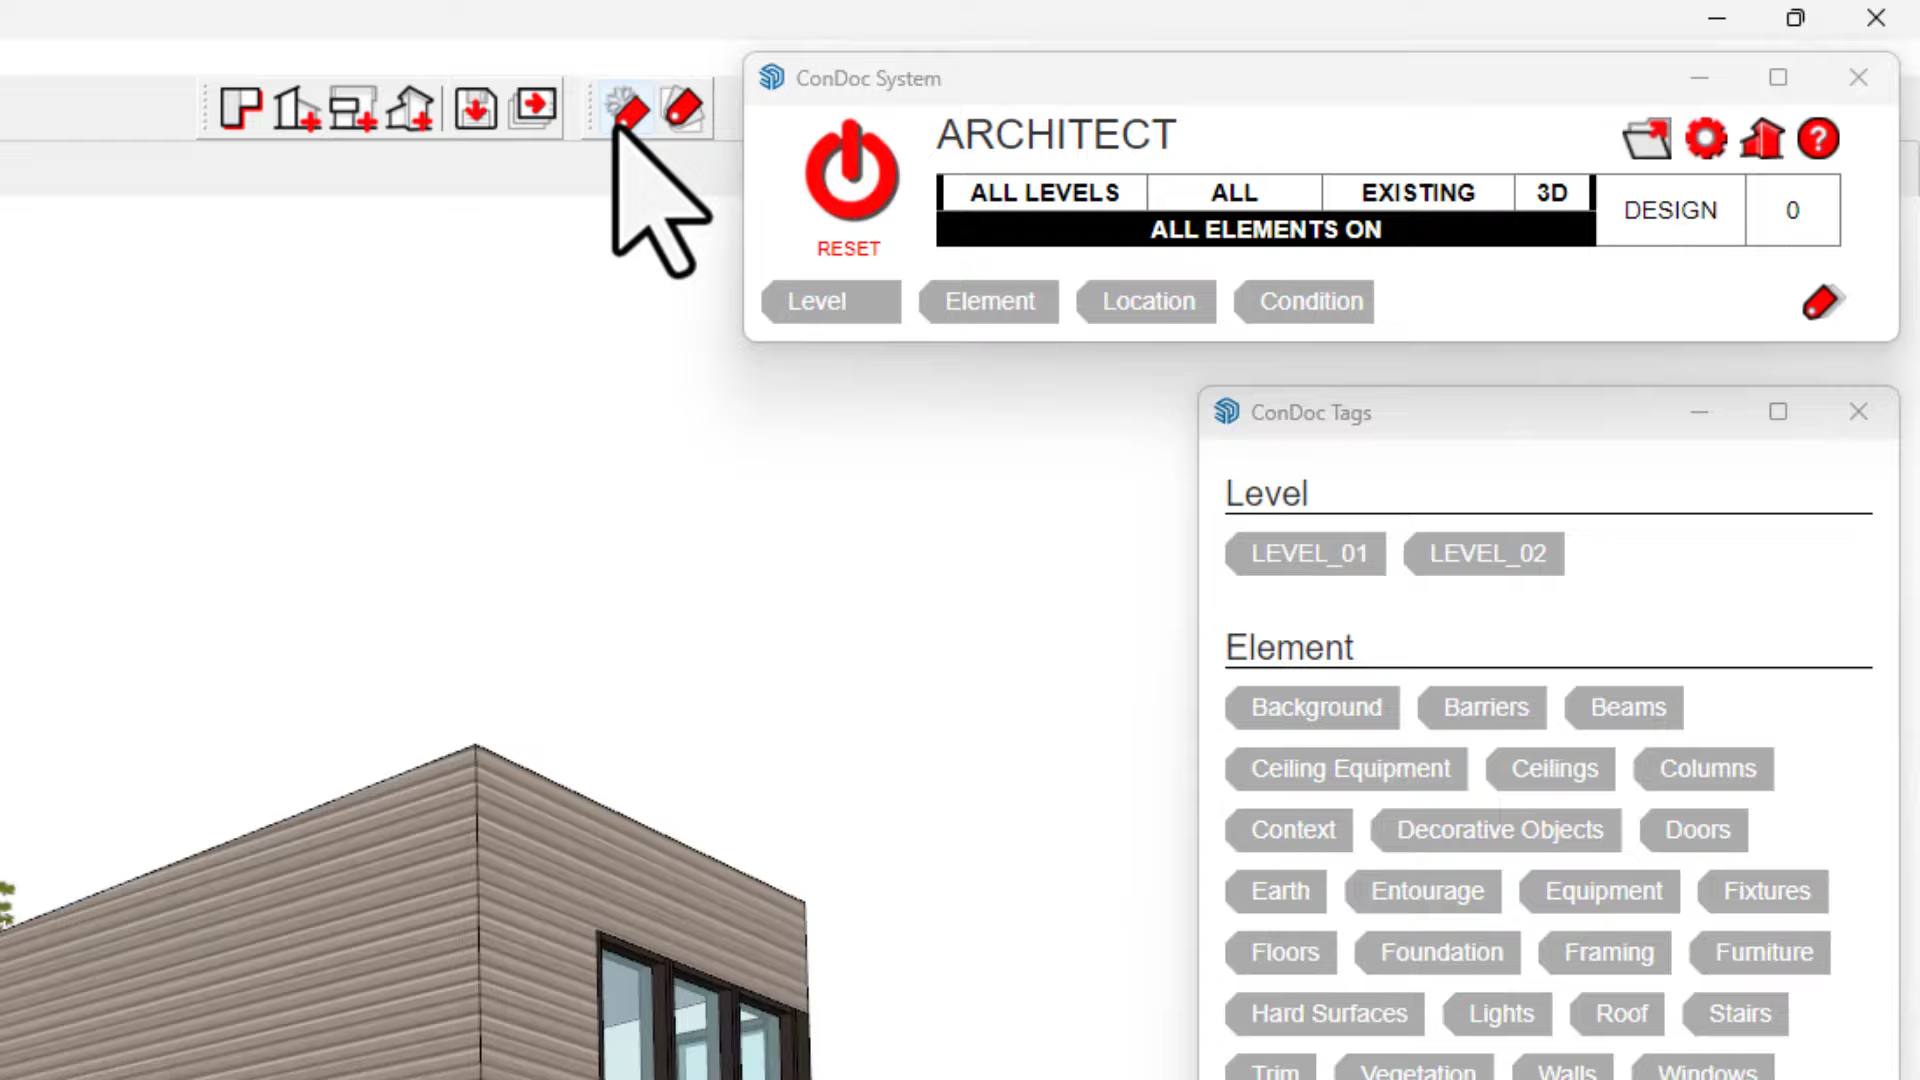 ConDoc System
ARCHITECT
ALL LEVELS ALL EXISTING 3D
DESIGN 0
ALL ELEMENTS ON
RESET
Level Element Location Condition
ConDoc Tags
Level
LEVEL_01 LEVEL_02
Element
Background Barriers Beams
Ceiling Equipment Ceilings Columns
Context Decorative Objects Doors
Earth Entourage Equipment Fixtures
Floors Foundation Framing Furniture
Hard Surfaces Lights Roof Stairs
Trim Vegetation Walls Windows